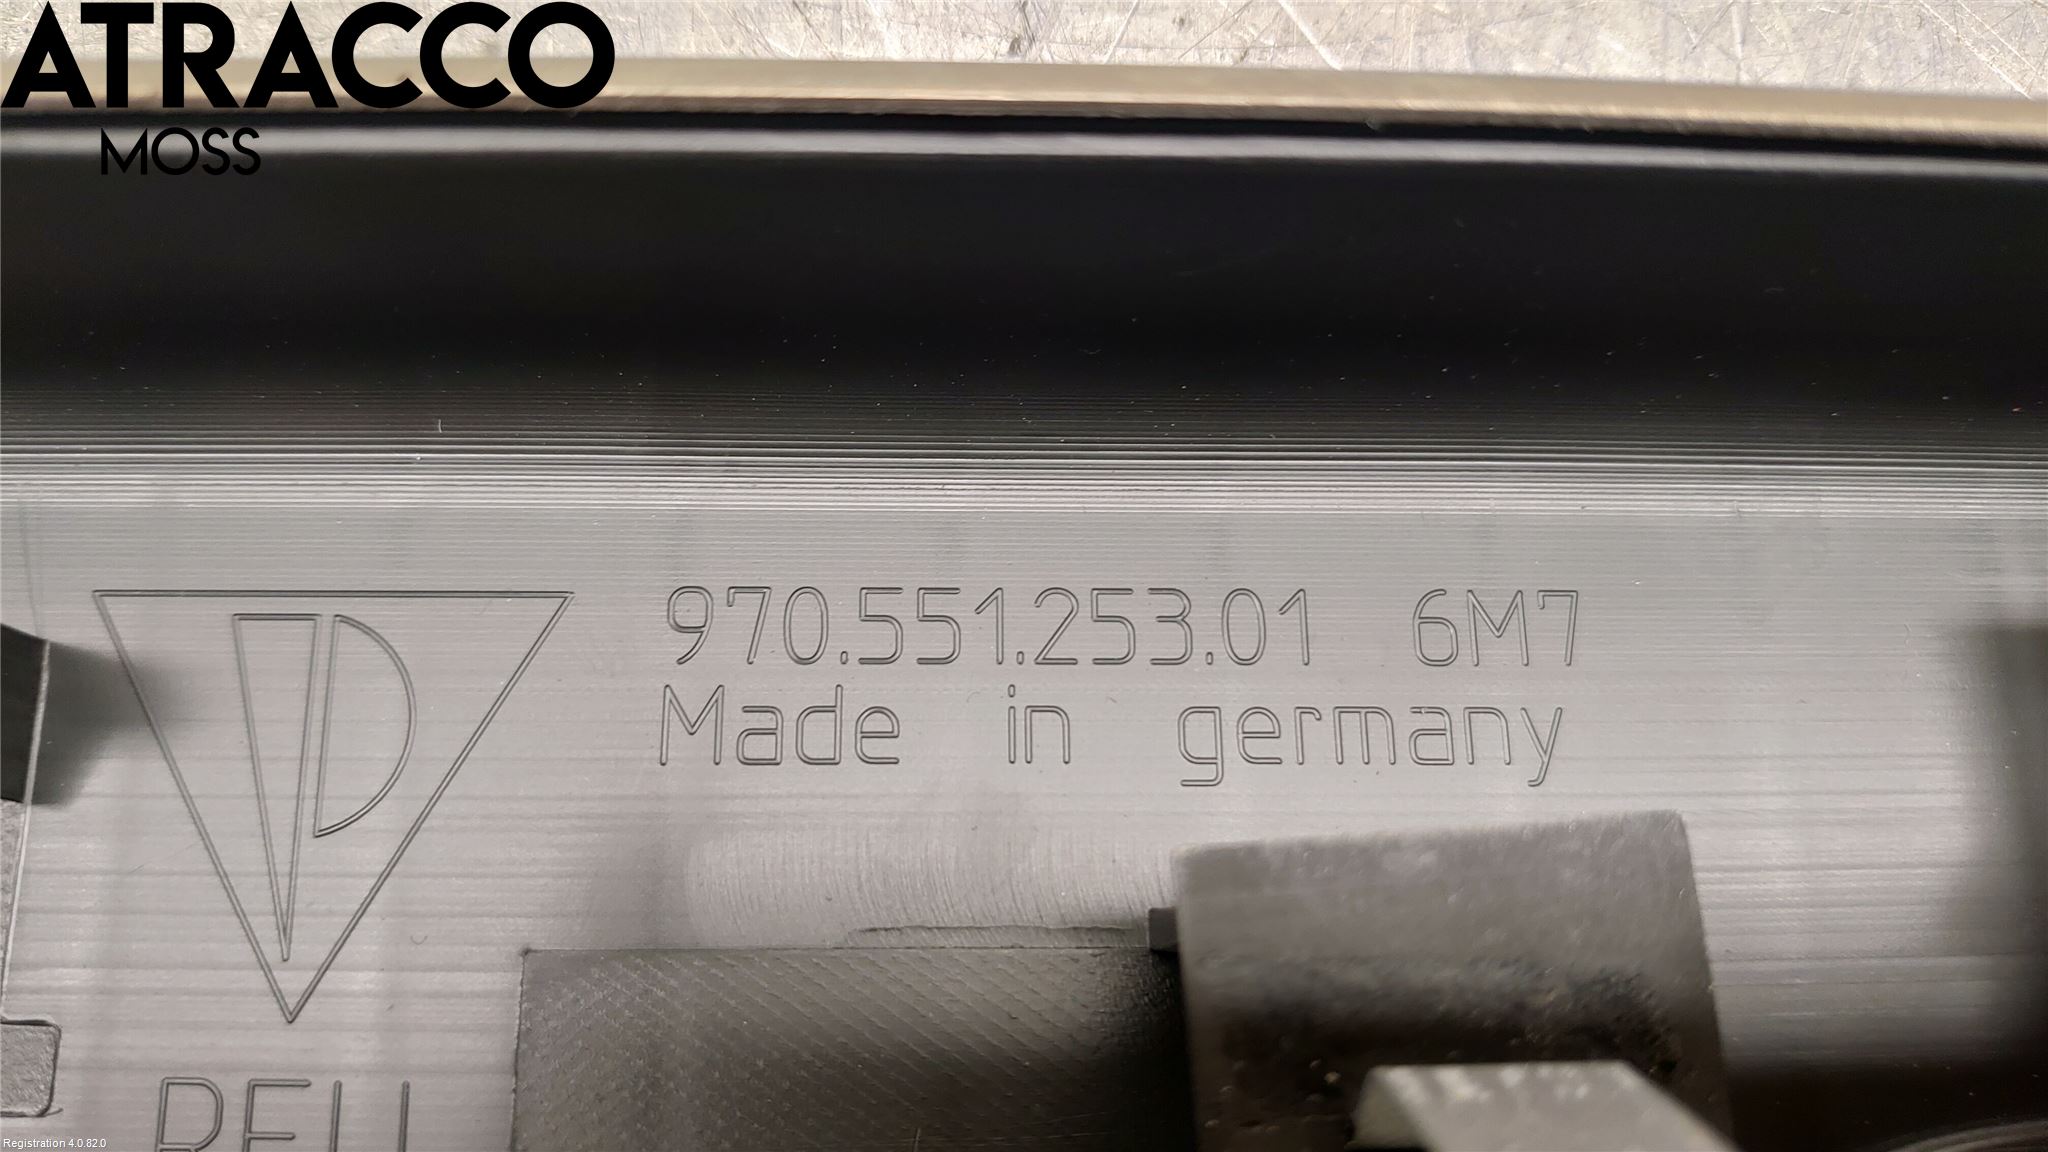 ATRACCO
MOSS
970.551.253.01 6M7
Made in germany
Registration 4.0.82.0